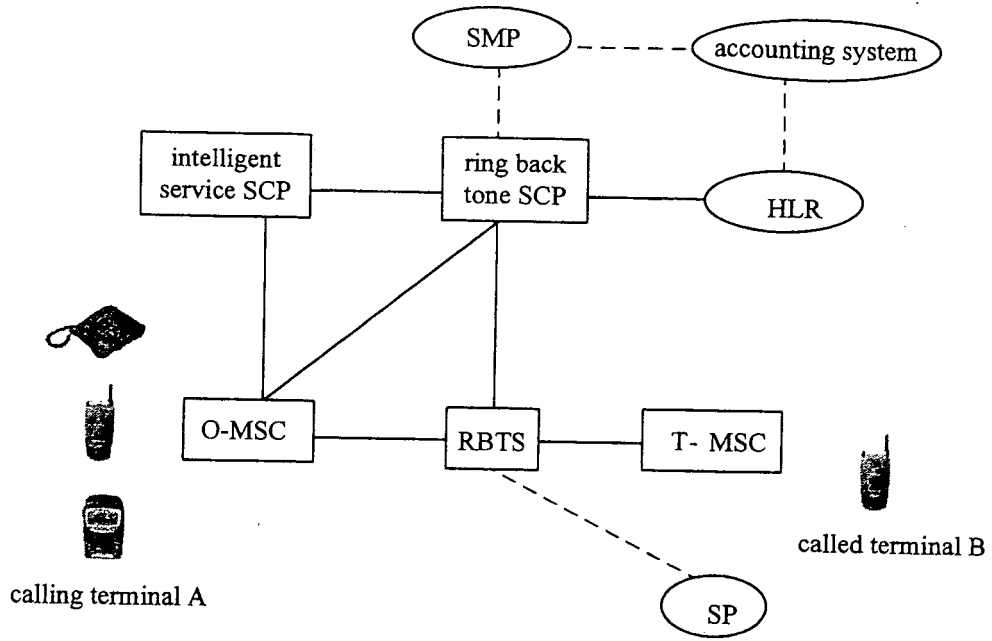 SMP
accounting system
intelligent
service SCP
ring back
tone SCP
HLR
O-MSC
RBTS
T- MSC
called terminal B
calling terminal A
SP